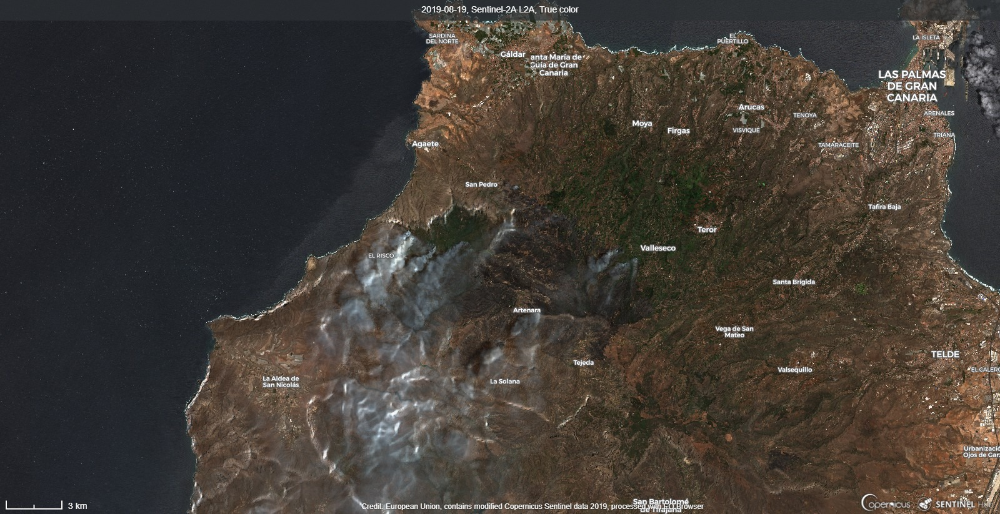 2019-08-19, Sentinel-2A L2A, True color
SARDINA
DEL NORTE
EL
PUERTILLO
LA ISLETA
Gáldar
anta María de
Guía de Gran
Canaria
LAS PALMAS
DE GRAN
CANARIA
Arucas
TENOYA
ARENALES
Moya
Firgas
VISVIQUE
TRIANA
Agaete
TAMARACEITE
San Pedro
Tafira Baja
Teror
Valleseco
EL RISCO
Santa Brígida
Artenara
Vega de San
Mateo
Tejeda
TELDE
Valsequillo
EL CALERO
La Aldea de
San Nicolás
La Solana
Urbanizació
Ojos de Garz
San Bartolomé
de Tirajana
3 km
Credit: European Union, contains modified Copernicus Sentinel data 2019, processed with EO Browser
Copernicus
SENTINEL Hub